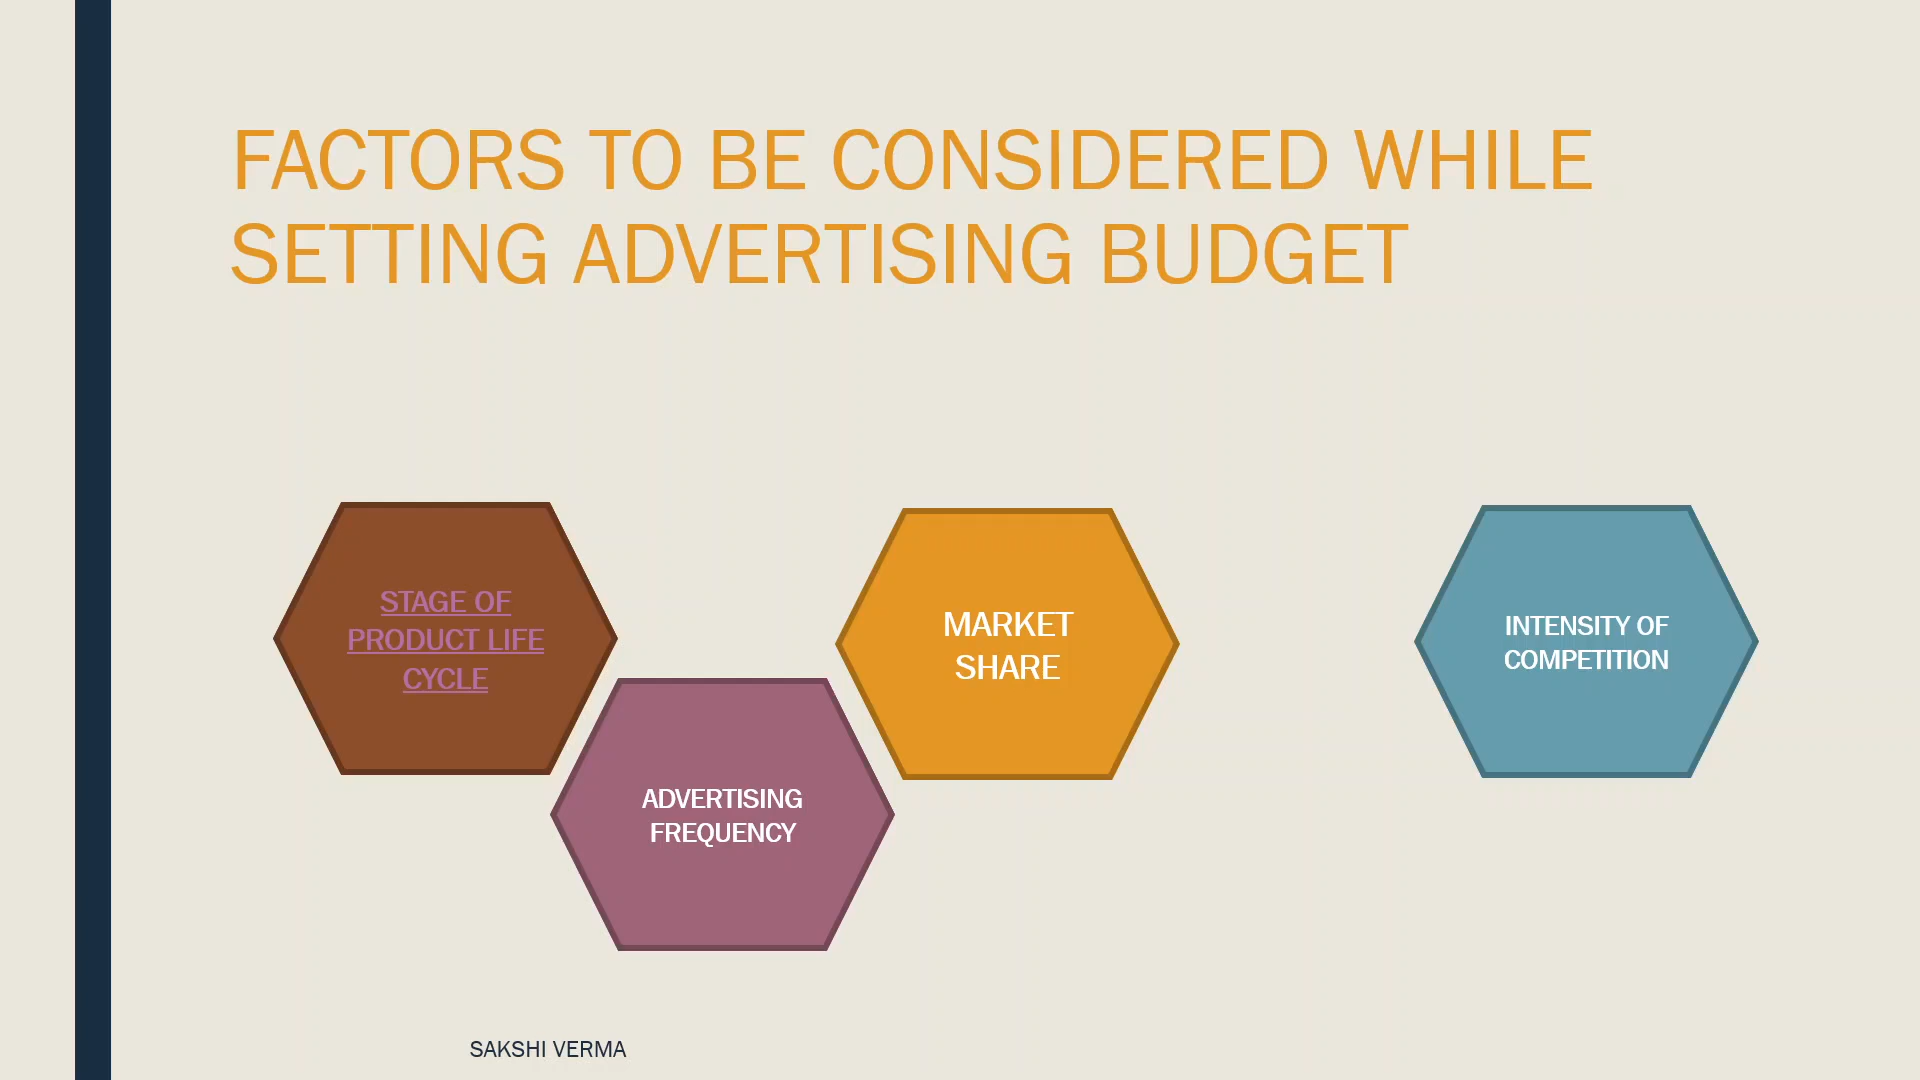 FACTORS TO BE CONSIDERED WHILE
SETTING ADVERTISING BUDGET
STAGE OF
PRODUCT LIFE
CYCLE
ADVERTISING
FREQUENCY
MARKET
SHARE
INTENSITY OF
COMPETITION
SAKSHI VERMA